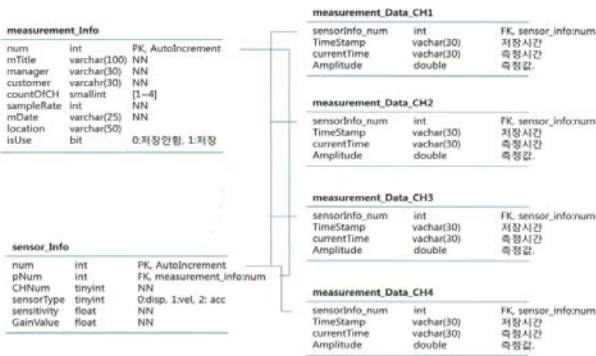 measurement_Info
num int PK, AutoIncrement
mTitle varchar(100) NN
manager varchar(30) NN
customer varcahr(30) NN
countOfCH smallint [1~4]
sampleRate int NN
mDate varchar(25) NN
location varchar(50)
isUse bit 0:저장안함, 1:저장
sensor_Info
num int PK, AutoIncrement
pNum int FK, measurement_info:num
CHNum tinyint NN
sensorType tinyint 0:disp, 1:vel, 2: acc
sensitivity float NN
GainValue float NN
measurement_Data_CH1
sensorInfo_num int FK, sensor_info:num
TimeStamp vachar(30) 저장시간
currentTime vachar(30) 측정시간
Amplitude double 측정값.
measurement_Data_CH2
sensorInfo_num int FK, sensor_info:num
TimeStamp vachar(30) 저장시간
currentTime vachar(30) 측정시간
Amplitude double 측정값.
measurement_Data_CH3
sensorInfo_num int FK, sensor_info:num
TimeStamp vachar(30) 저장시간
currentTime vachar(30) 측정시간
Amplitude double 측정값.
measurement_Data_CH4
sensorInfo_num int FK, sensor_info:num
TimeStamp vachar(30) 저장시간
currentTime vachar(30) 측정시간
Amplitude double 측정값.